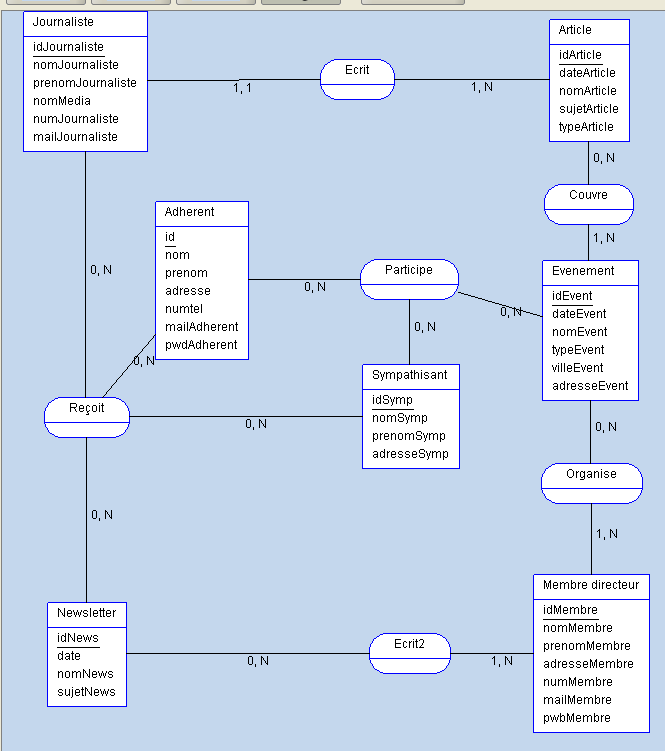 Journaliste
idJournaliste
nomJournaliste
prenomJournaliste
nomMedia
numJournaliste
mailJournaliste
1, 1
Ecrit
1, N
Article
idArticle
dateArticle
nomArticle
sujetArticle
typeArticle
0, N
Couvre
1, N
Adherent
id
nom
prenom
adresse
numtel
mailAdherent
pwdAdherent
0, N
Participe
0, N
0, N
Evenement
idEvent
dateEvent
nomEvent
typeEvent
villeEvent
adresseEvent
0, N
0, N
Sympathisant
idSymp
nomSymp
prenomSymp
adresseSymp
Reçoit
0, N
0, N
Organise
0, N
1, N
Newsletter
idNews
date
nomNews
sujetNews
0, N
Ecrit2
1, N
Membre directeur
idMembre
nomMembre
prenomMembre
adresseMembre
numMembre
mailMembre
pwbMembre